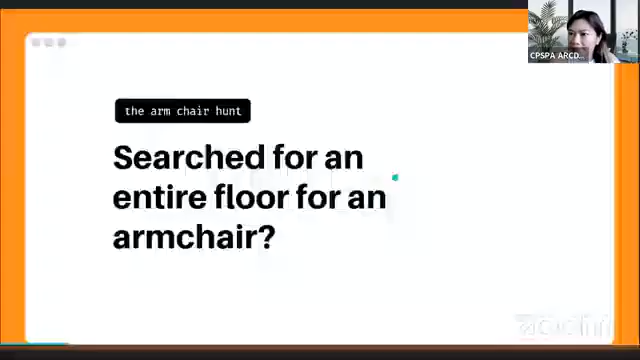 CPSPA ARCD...
the arm chair hunt
Searched for an
entire floor for an
armchair?